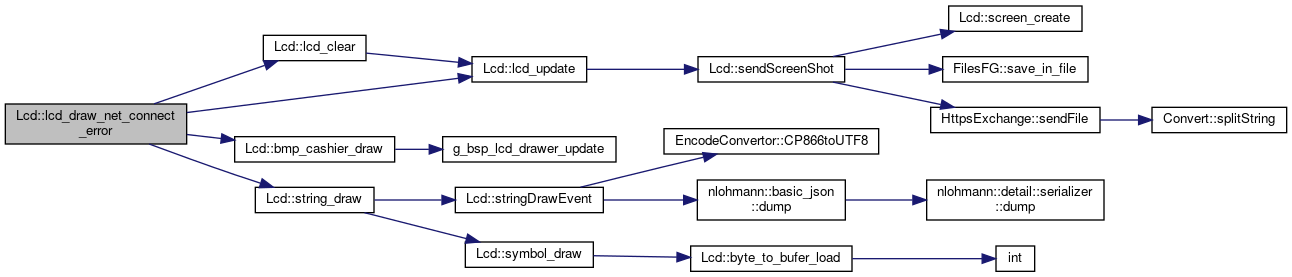 Lcd::lcd_draw_net_connect
_error
Lcd::lcd_clear
Lcd::lcd_update
Lcd::sendScreenShot
Lcd::screen_create
FilesFG::save_in_file
HttpsExchange::sendFile
Convert::splitString
Lcd::bmp_cashier_draw
g_bsp_lcd_drawer_update
Lcd::string_draw
Lcd::stringDrawEvent
EncodeConvertor::CP866toUTF8
nlohmann::basic_json
::dump
nlohmann::detail::serializer
::dump
Lcd::symbol_draw
Lcd::byte_to_bufer_load
int